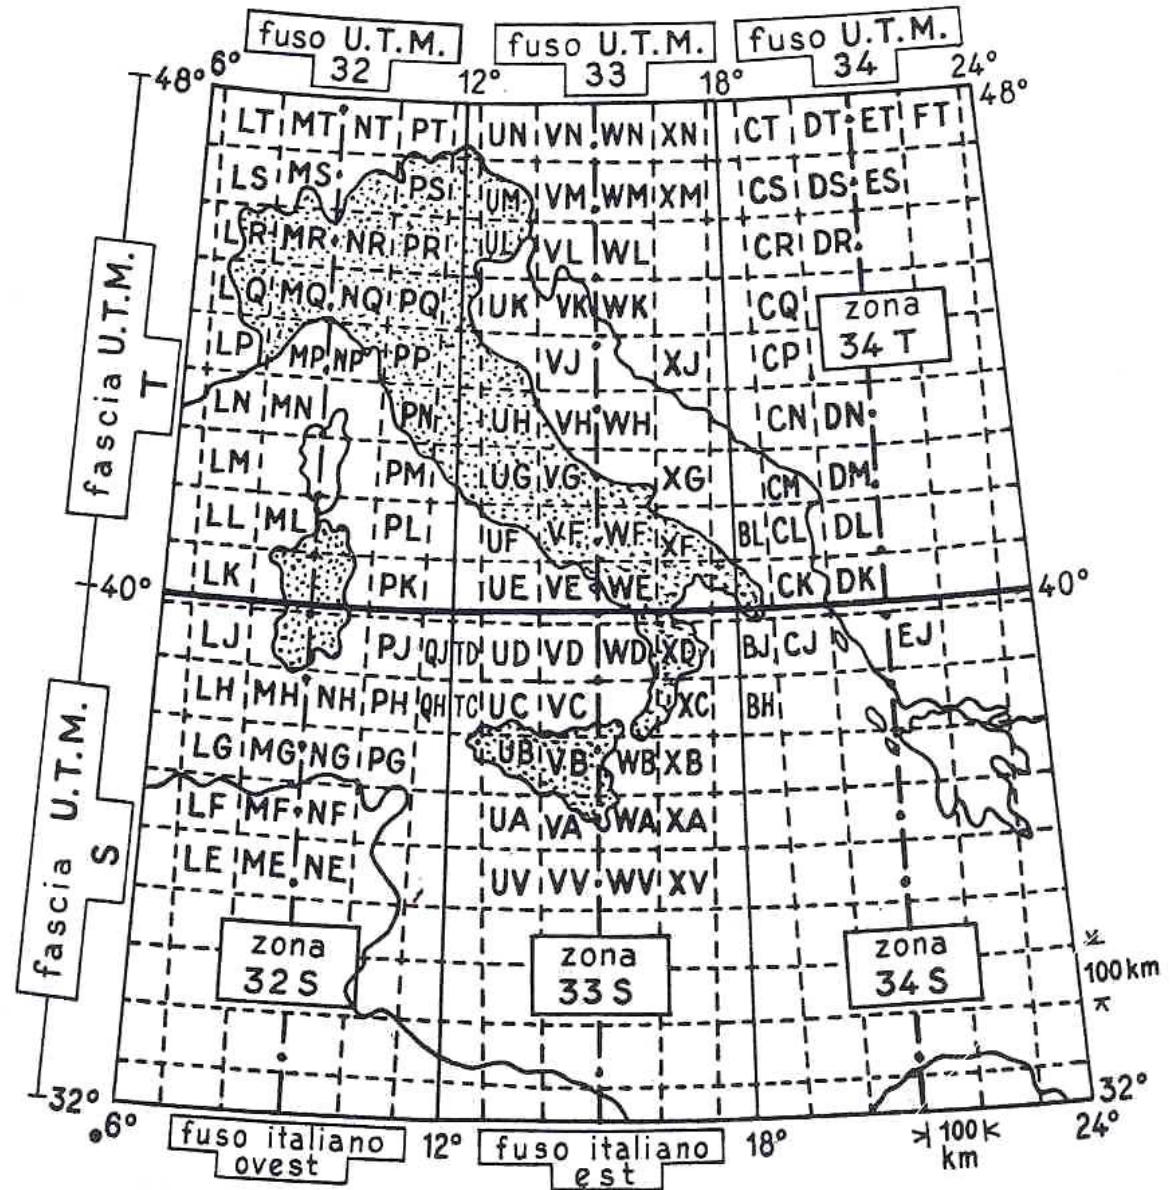 fuso U.T.M. fuso U.T.M. fuso U.T.M.
32 33 34
48° 6° 12° 18° 24° 48°
LT MT NT PT UN VN WN XN CT DT ET FT
LS MS PS UM VM WM XM CS DS ES
LR MR NR PR UL VL WL CR DR
LQ MQ NQ PQ UK VK WK CQ
zona
34 T
LP MP NP PP VJ XJ CP
LN MN PN UH VH WH CN DN
LM PM UG VG XG CM DM
LL ML PL UF VF WF XF BL CL DL
LK PK UE VE WE CK DK
fascia U.T.M.
T
40° 40°
LJ PJ QJ TD UD VD WD XD BJ CJ EJ
LH MH NH PH QH TC UC VC XC BH
LG MG NG PG UB VB WB XB
LF MF NF UA VA WA XA
LE ME NE UV VV WV XV
fascia U.T.M.
S
zona zona zona
32 S 33 S 34 S
100 km
32° 32°
6° 12° 18° 24°
fuso italiano
ovest
fuso italiano
est
100
km